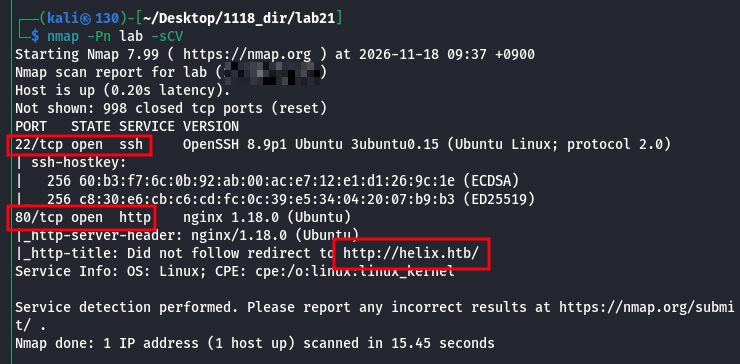 ┌──(kali㉿130)-[~/Desktop/1118_dir/lab21]
└─$ nmap -Pn lab -sCV
Starting Nmap 7.99 ( https://nmap.org ) at 2026-11-18 09:37 +0900
Nmap scan report for lab ( )
Host is up (0.20s latency).
Not shown: 998 closed tcp ports (reset)
PORT   STATE SERVICE VERSION
22/tcp open  ssh     OpenSSH 8.9p1 Ubuntu 3ubuntu0.15 (Ubuntu Linux; protocol 2.0)
| ssh-hostkey:
|   256 60:b3:f7:6c:0b:92:ab:00:ac:e7:12:e1:d1:26:9c:1e (ECDSA)
|   256 c8:30:e6:cb:c6:cd:fc:0c:39:e5:34:04:20:07:b9:b3 (ED25519)
80/tcp open  http    nginx 1.18.0 (Ubuntu)
|_http-server-header: nginx/1.18.0 (Ubuntu)
|_http-title: Did not follow redirect to http://helix.htb/
Service Info: OS: Linux; CPE: cpe:/o:linux:linux_kernel

Service detection performed. Please report any incorrect results at https://nmap.org/submi
t/ .
Nmap done: 1 IP address (1 host up) scanned in 15.45 seconds